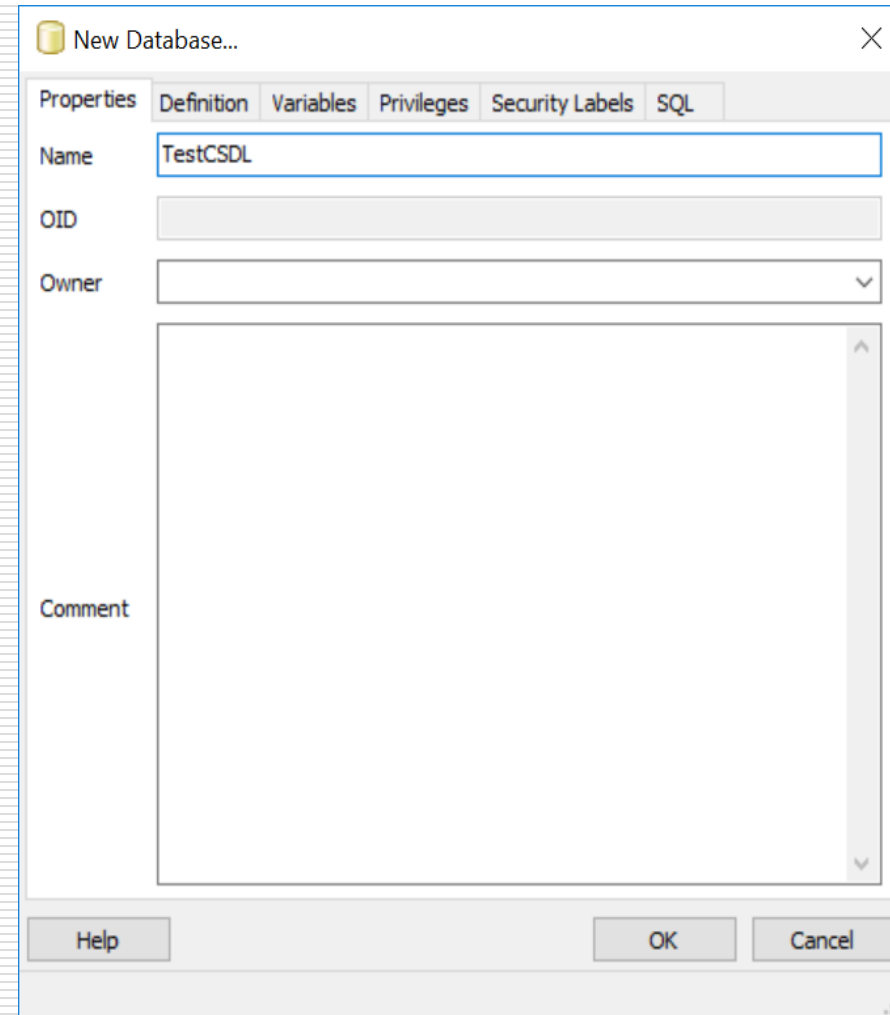 New Database...
Properties Definition Variables Privileges Security Labels SQL
Name TestCSDL
OID
Owner
Comment
Help OK Cancel